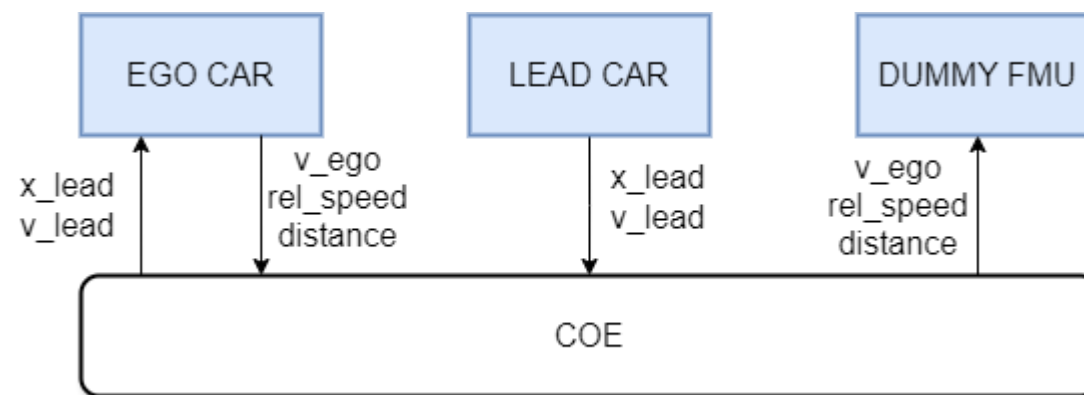 EGO CAR
LEAD CAR
DUMMY FMU
x_lead
v_lead
v_ego
rel_speed
distance
x_lead
v_lead
v_ego
rel_speed
distance
COE